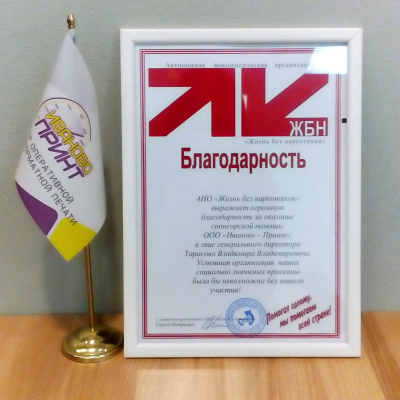 Автономная некоммерческая организация
ЖБН
«Жизнь без наркотиков»
Благодарность
АНО «Жизнь без наркотиков»
выражает огромную
благодарность за оказание
спонсорской помощи,
ООО «Иваново – Принт»,
в лице генерального директора
Тарасова Владимира Владимировича.
Успешная организация наших
социально значимых проектов
была бы невозможна без вашего
участия!
Помогая одному,
мы помогаем
всей стране!
ИВАНОВО
ПРИНТ
ОПЕРАТИВНОЙ
ФОРМАТНОЙ ПЕЧАТИ